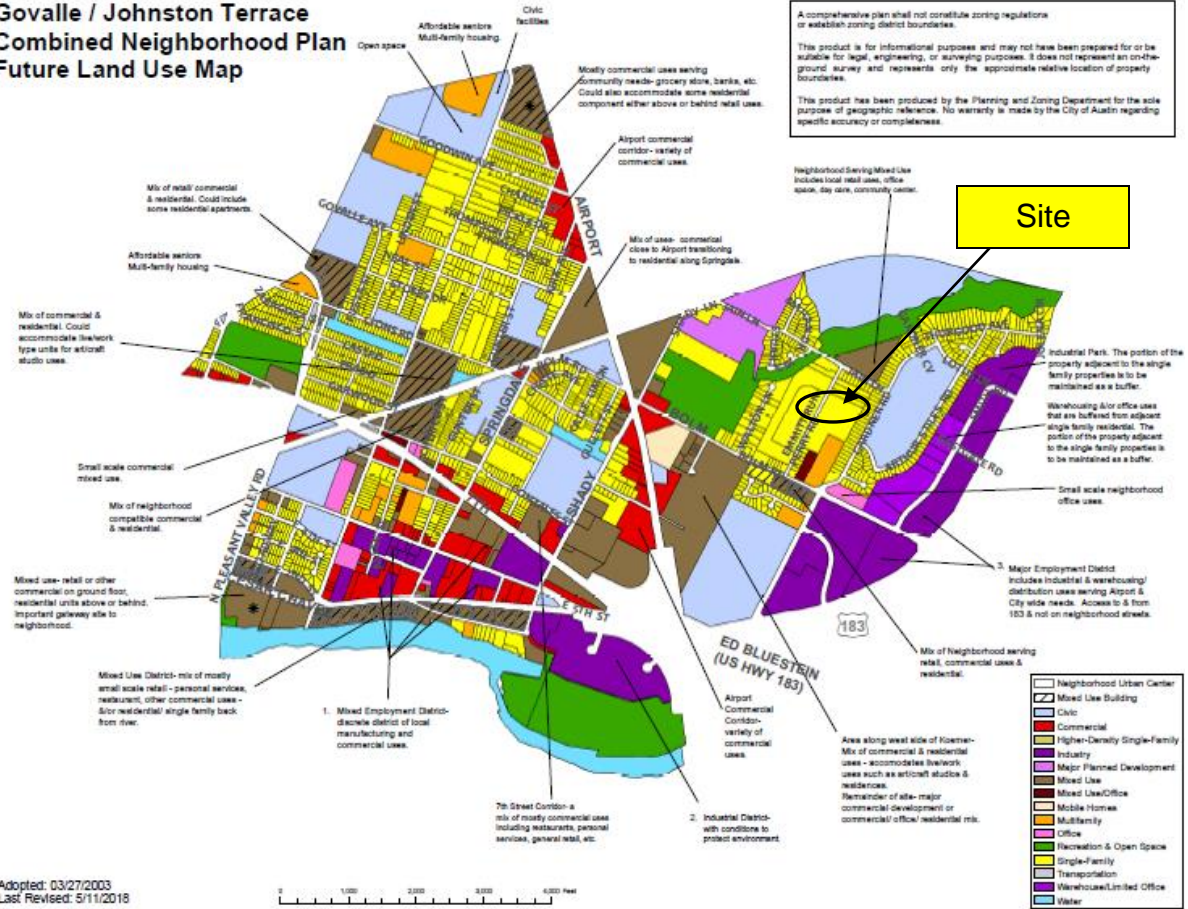 Govalle / Johnston Terrace
Combined Neighborhood Plan
Future Land Use Map
Open space
Affordable seniors
Multi-family housing.
Civic
facilities
Mostly commercial uses serving
community needs- grocery store, banks, etc.
Could also accommodate some residential
component either above or behind retail uses.
Airport commercial
corridor- variety of
commercial uses.
A comprehensive plan shall not constitute zoning regulations
or establish zoning district boundaries.
This product is for informational purposes and may not have been prepared for or be
suitable for legal, engineering, or surveying purposes. It does not represent an on-the-
ground survey and represents only the approximate relative location of property
boundaries.
This product has been produced by the Planning and Zoning Department for the sole
purpose of geographic reference. No warranty is made by the City of Austin regarding
specific accuracy or completeness.
Neighborhood Serving Mixed Use
includes local retail uses, office
space, day care, community center.
Site
Mix of retail/ commercial
& residential. Could include
some residential apartments.
Affordable seniors
Multi-family housing
Mix of commercial &
residential. Could
accommodate live/work
type units for art/craft
studio uses.
Mix of uses- commerical
close to Airport transitioning
to residential along Springdale.
GOODWIN AVE
GOVALLE AVE
AIRPORT
SPRINGDALE
BOLM
SHADY
N PLEASANT VALLEY RD
E 5TH ST
Industrial Park. The portion of the
property adjacent to the single
family properties is to be
maintained as a buffer.
Warehousing &/or office uses
that are buffered from adjacent
single family residential. The
portion of the property adjacent
to the single family properties is
to be maintained as a buffer.
Small scale neighborhood
office uses.
3. Major Employment District
Includes industrial & warehousing/
distribution uses serving Airport &
City wide needs. Access to & from
183 & not on neighborhood streets.
Small scale commercial
mixed use.
Mix of neighborhood
compatible commercial
& residential.
Mixed use- retail or other
commercial on ground floor,
residential units above or behind.
Important gateway site to
neighborhood.
Mixed Use District- mix of mostly
small scale retail - personal services,
restaurant, other commercial uses -
&/or residential/ single family back
from river.
1. Mixed Employment District-
discrete district of local
manufacturing and
commercial uses.
7th Street Corridor- a
mix of mostly commercial uses
including restaurants, personal
services, general retail, etc.
2. Industrial District-
with conditions to
protect environment
Airport
Commercial
Corridor-
variety of
commercial
uses.
ED BLUESTEIN
(US HWY 183)
183
Area along west side of Koerner-
Mix of commercial & residential
uses - accomodates live/work
uses such as art/craft studios &
residences.
Remainder of site- major
commercial development or
commercial/ office/ residential mix.
Mix of Neighborhood serving
retail, commercial uses &
residential.
Neighborhood Urban Center
Mixed Use Building
Civic
Commercial
Higher-Density Single-Family
Industry
Major Planned Development
Mixed Use
Mixed Use/Office
Mobile Homes
Multifamily
Office
Recreation & Open Space
Single-Family
Transportation
Warehouse/Limited Office
Water
Adopted: 03/27/2003
Last Revised: 5/11/2018
0 1,000 2,000 3,000 4,000 Feet